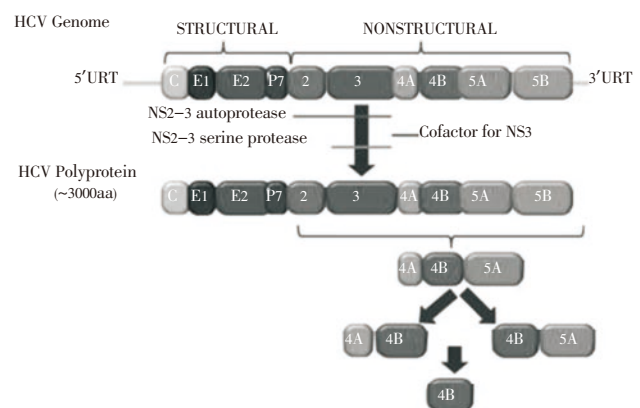 HCV Genome
STRUCTURAL NONSTRUCTURAL
5′URT C E1 E2 P7 2 3 4A 4B 5A 5B 3′URT
NS2−3 autoprotease
NS2−3 serine protease
Cofactor for NS3
HCV Polyprotein
(~3000aa)
C E1 E2 P7 2 3 4A 4B 5A 5B
4A 4B 5A
4A 4B 4B 5A
4B